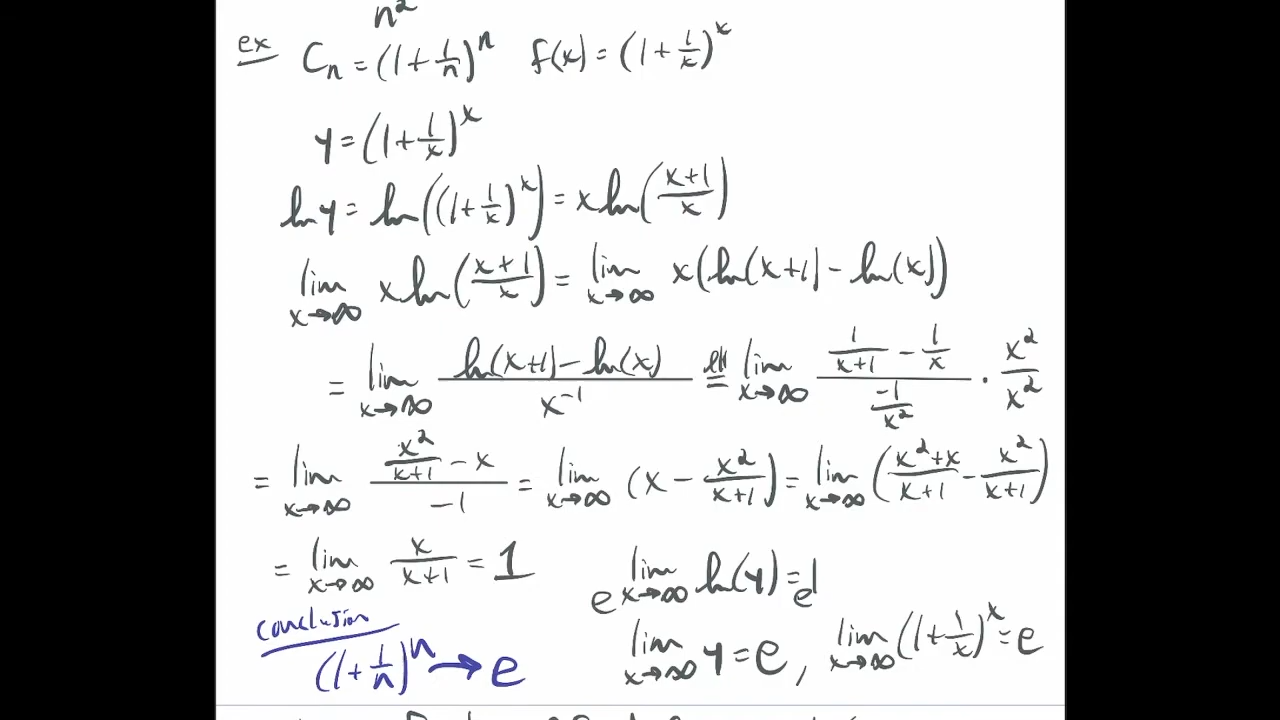 n²
ex Cₙ = (1 + 1/n)ⁿ f(x) = (1 + 1/x)ˣ
y = (1 + 1/x)ˣ
ln y = ln((1 + 1/x)ˣ) = x ln((x+1)/x)
lim x→∞ x ln((x+1)/x) = lim x→∞ x(ln(x+1) - ln(x))
= lim x→∞ (ln(x+1) - ln(x))/x⁻¹ = lim x→∞ (1/(x+1) - 1/x)/(-1/x²) · x²/x²
= lim x→∞ (x²/(x+1) - x)/-1 = lim x→∞ (x - x²/(x+1)) = lim x→∞ ((x²+x)/(x+1) - x²/(x+1))
= lim x→∞ x/(x+1) = 1
e^(lim x→∞ ln(y)) = e¹
lim x→∞ y = e, lim x→∞ (1 + 1/x)ˣ = e
conclusion
(1 + 1/n)ⁿ → e